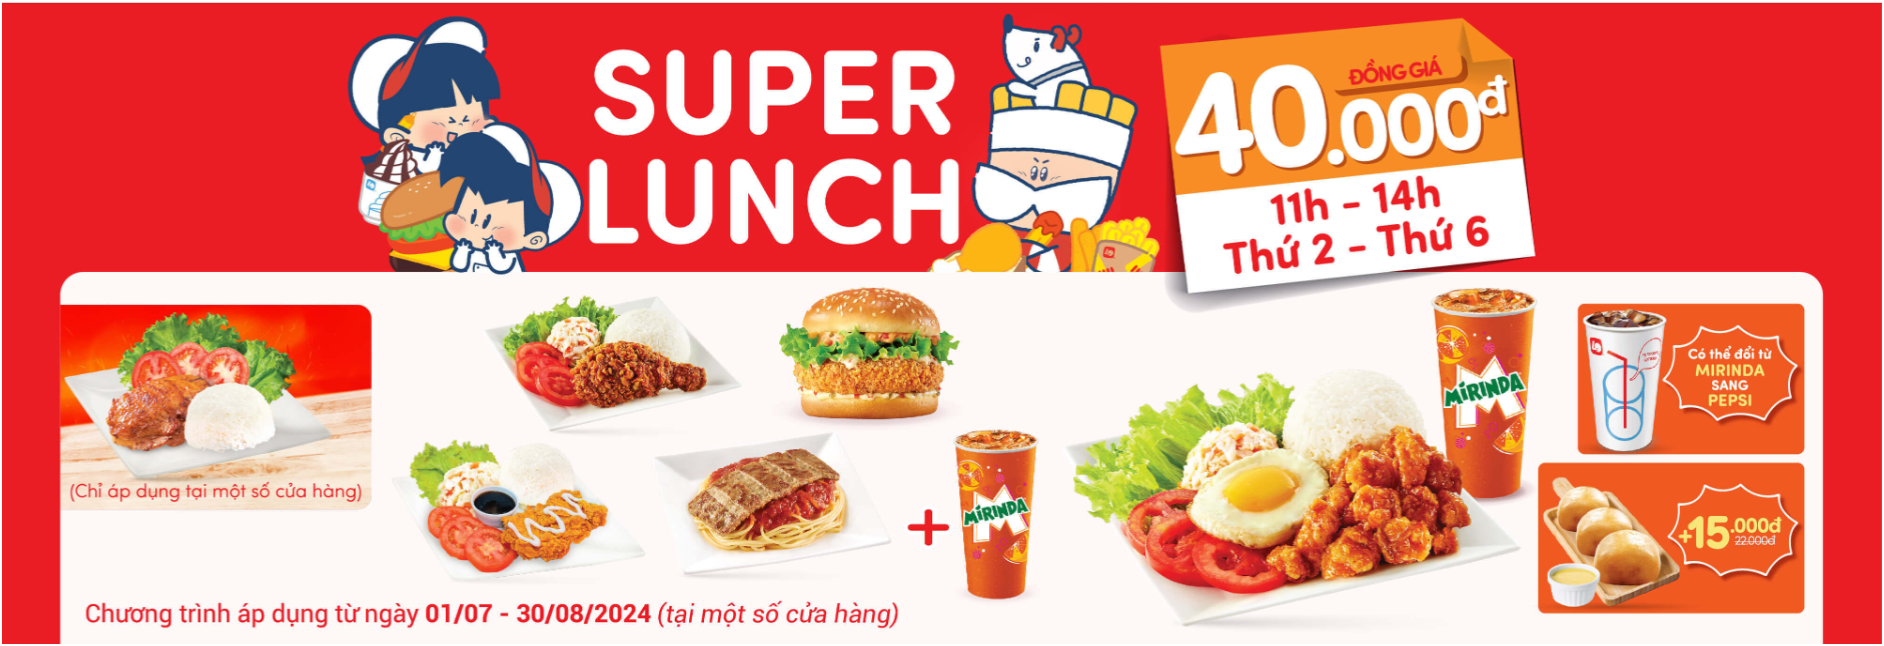 SUPER
LUNCH
ĐỒNG GIÁ
40.000đ
11h - 14h
Thứ 2 - Thứ 6
(Chỉ áp dụng tại một số cửa hàng)
+
MIRINDA
MIRINDA
Có thể đổi từ
MIRINDA
SANG
PEPSI
+15.000đ
22.000đ
Chương trình áp dụng từ ngày 01/07 - 30/08/2024 (tại một số cửa hàng)